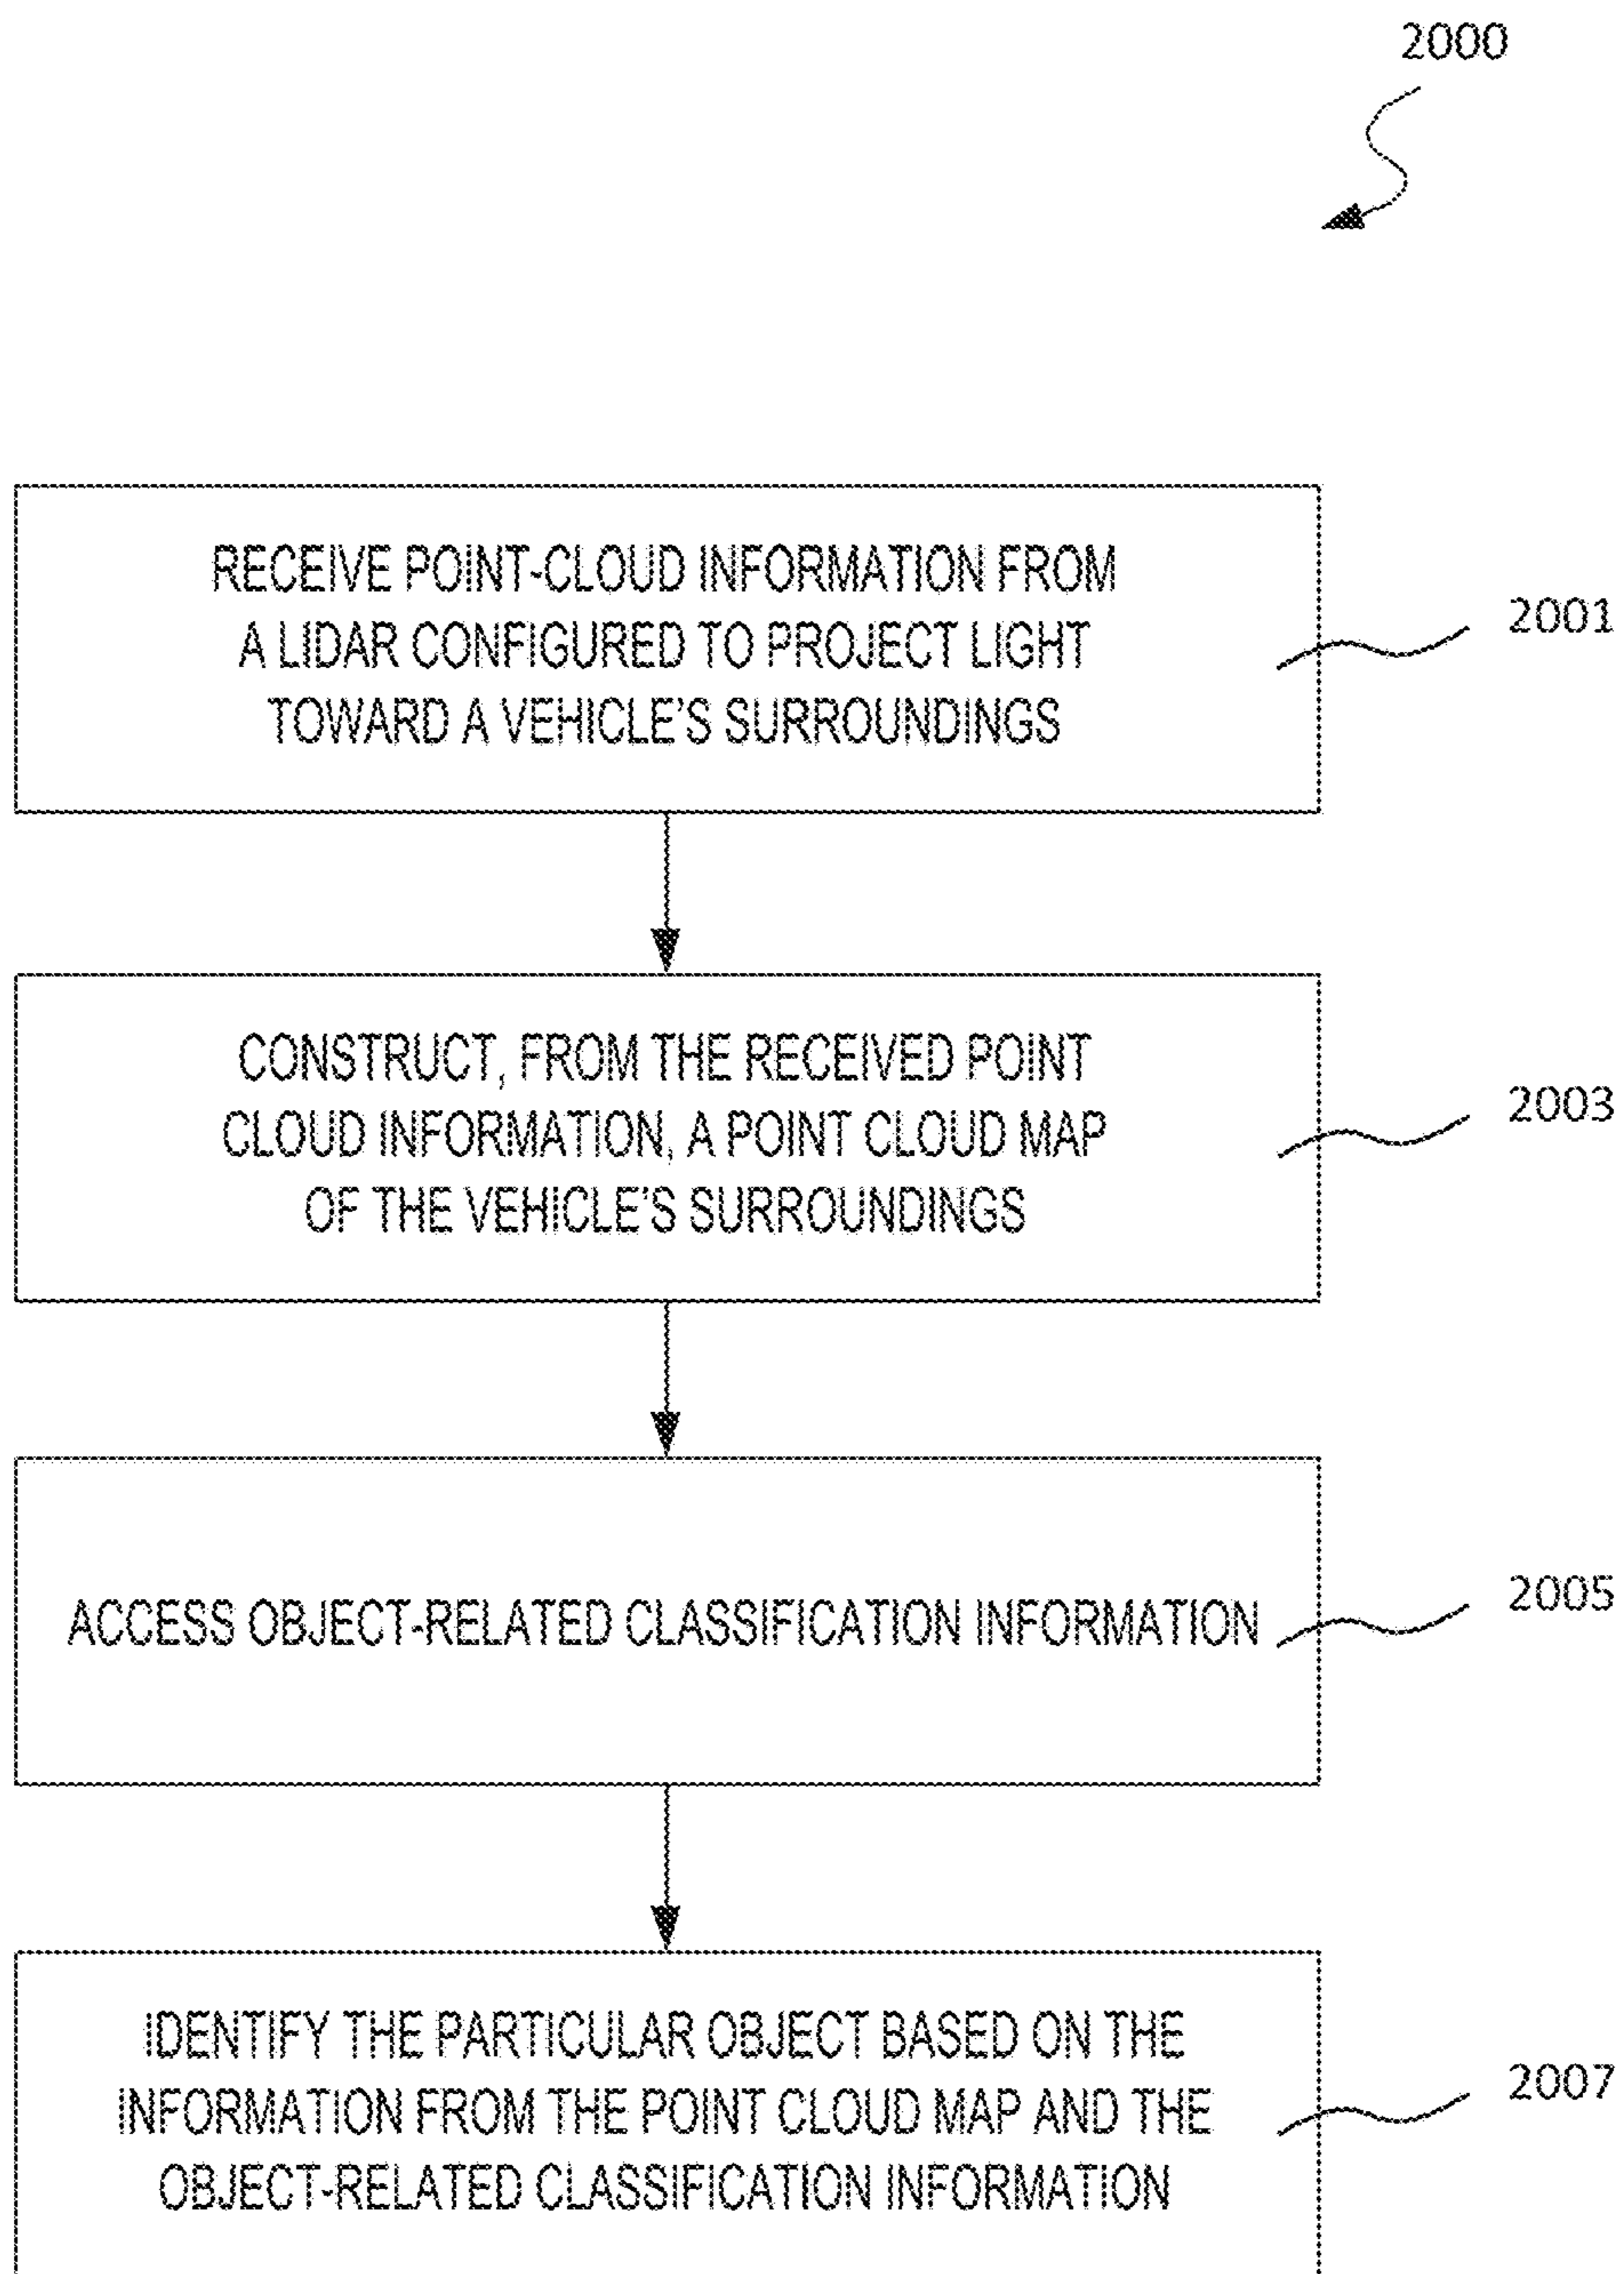 2000
RECEIVE POINT-CLOUD INFORMATION FROM
A LIDAR CONFIGURED TO PROJECT LIGHT
TOWARD A VEHICLE'S SURROUNDINGS
2001
CONSTRUCT, FROM THE RECEIVED POINT
CLOUD INFORMATION, A POINT CLOUD MAP
OF THE VEHICLE'S SURROUNDINGS
2003
ACCESS OBJECT-RELATED CLASSIFICATION INFORMATION
2005
IDENTIFY THE PARTICULAR OBJECT BASED ON THE
INFORMATION FROM THE POINT CLOUD MAP AND THE
OBJECT-RELATED CLASSIFICATION INFORMATION
2007